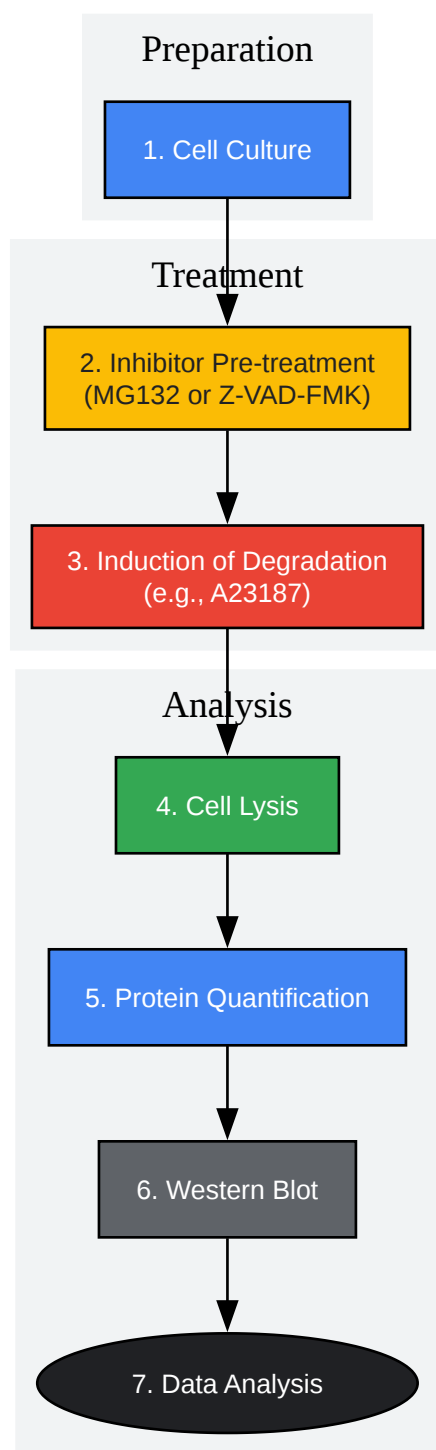 Preparation
1. Cell Culture
Treatment
2. Inhibitor Pre-treatment
(MG132 or Z-VAD-FMK)
3. Induction of Degradation
(e.g., A23187)
Analysis
4. Cell Lysis
5. Protein Quantification
6. Western Blot
7. Data Analysis